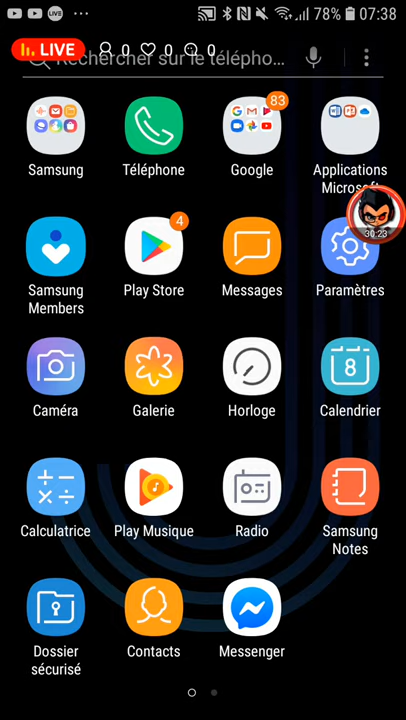 LIVE
78% 07:38
LIVE 0 0 0
Rechercher sur le télépho...
83
Samsung Téléphone Google Applications
Microsoft
30:23
4
Samsung Play Store Messages Paramètres
Members
8
Caméra Galerie Horloge Calendrier
Calculatrice Play Musique Radio Samsung
Notes
Dossier Contacts Messenger
sécurisé